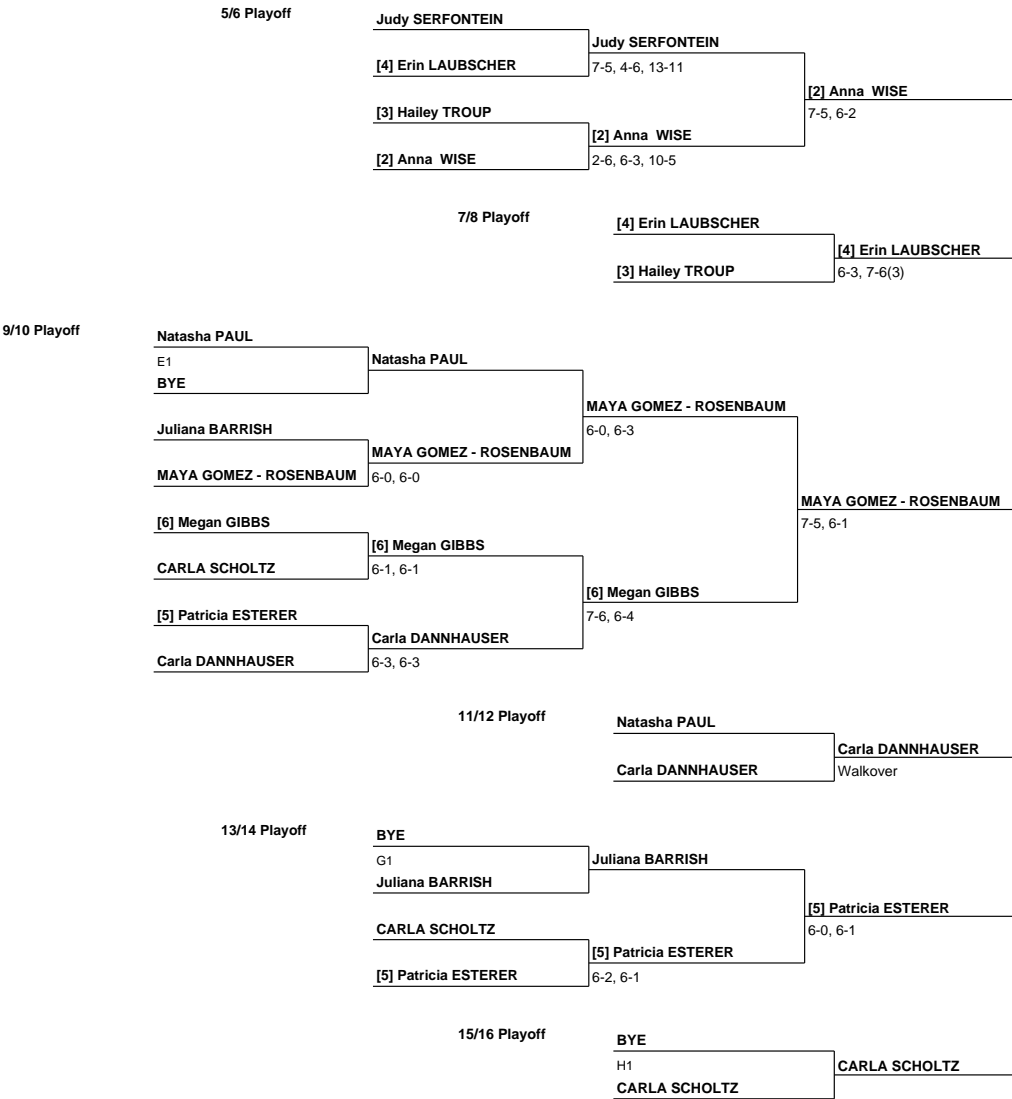 5/6 Playoff
Judy SERFONTEIN
Judy SERFONTEIN
[4] Erin LAUBSCHER
7-5, 4-6, 13-11
[2] Anna  WISE
[3] Hailey TROUP
7-5, 6-2
[2] Anna  WISE
[2] Anna  WISE
2-6, 6-3, 10-5
7/8 Playoff
[4] Erin LAUBSCHER
[4] Erin LAUBSCHER
[3] Hailey TROUP
6-3, 7-6(3)
9/10 Playoff
Natasha PAUL
E1
Natasha PAUL
BYE
MAYA GOMEZ - ROSENBAUM
Juliana BARRISH
6-0, 6-3
MAYA GOMEZ - ROSENBAUM
MAYA GOMEZ - ROSENBAUM
6-0, 6-0
MAYA GOMEZ - ROSENBAUM
[6] Megan GIBBS
7-5, 6-1
[6] Megan GIBBS
CARLA SCHOLTZ
6-1, 6-1
[6] Megan GIBBS
[5] Patricia ESTERER
7-6, 6-4
Carla DANNHAUSER
Carla DANNHAUSER
6-3, 6-3
11/12 Playoff
Natasha PAUL
Carla DANNHAUSER
Carla DANNHAUSER
Walkover
13/14 Playoff
BYE
G1
Juliana BARRISH
Juliana BARRISH
[5] Patricia ESTERER
CARLA SCHOLTZ
6-0, 6-1
[5] Patricia ESTERER
[5] Patricia ESTERER
6-2, 6-1
15/16 Playoff
BYE
H1
CARLA SCHOLTZ
CARLA SCHOLTZ